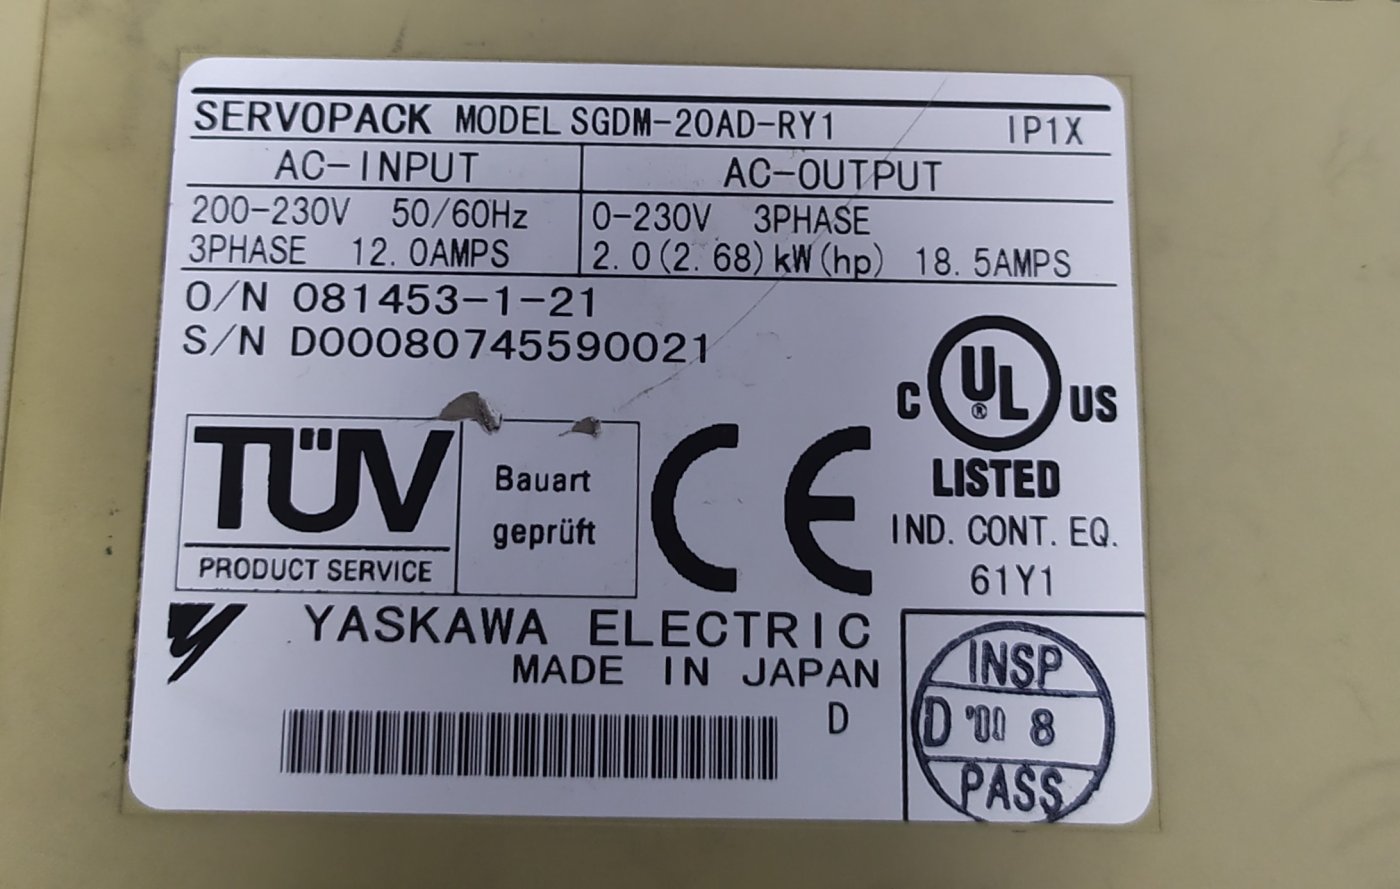 SERVOPACK MODEL SGDM-20AD-RY1 IP1X
AC-INPUT AC-OUTPUT
200-230V 50/60Hz 0-230V 3PHASE
3PHASE 12.0AMPS 2.0(2.68)kW(hp) 18.5AMPS
O/N 081453-1-21
S/N D00080745590021
C UL ® US
LISTED
IND. CONT. EQ.
61Y1
TÜV
PRODUCT SERVICE
Bauart
geprüft
CE
YASKAWA ELECTRIC
MADE IN JAPAN
D
INSP
D '00 8
PASS